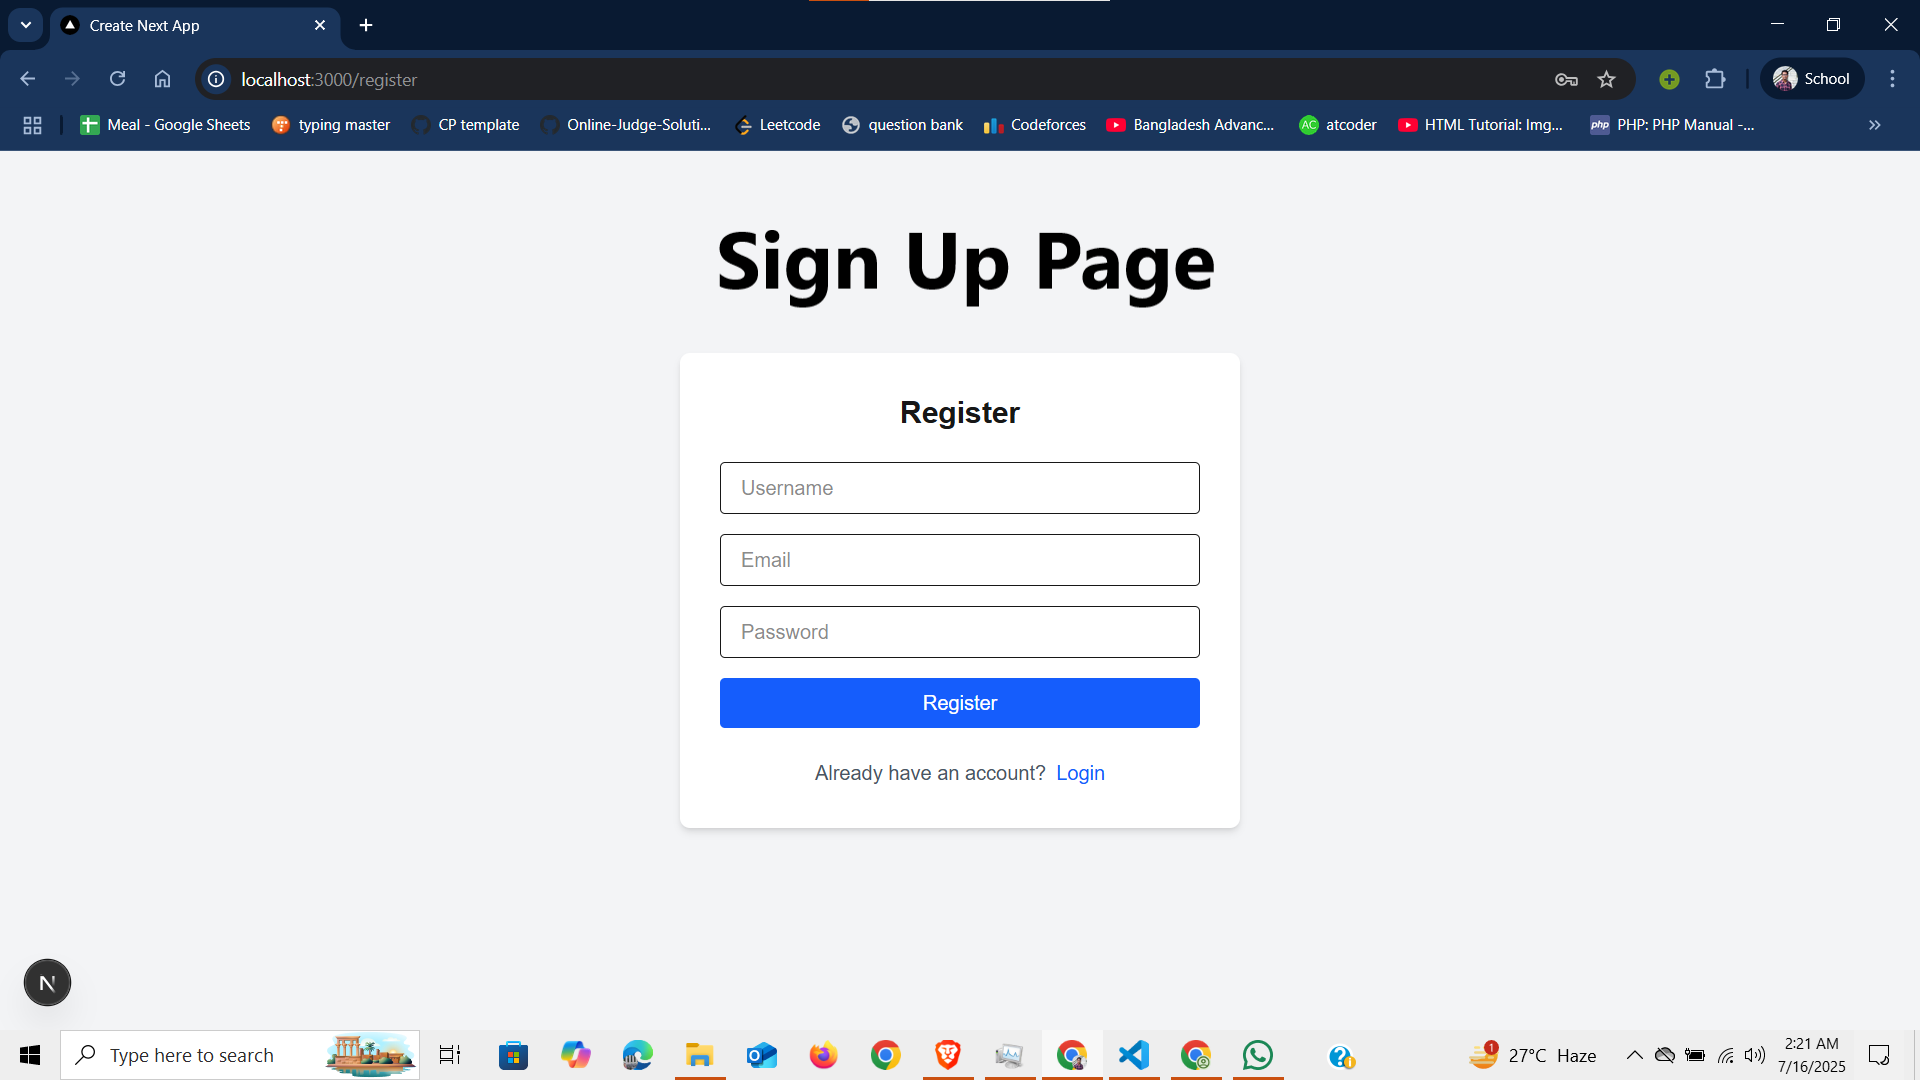 Create Next App
localhost:3000/register
School
Meal - Google Sheets
typing master
CP template
Online-Judge-Soluti...
Leetcode
question bank
Codeforces
Bangladesh Advanc...
AC atcoder
HTML Tutorial: Img...
php PHP: PHP Manual -...
Sign Up Page
Register
Username
Email
Password
Register
Already have an account? Login
N
Type here to search
1
27°C Haze
2:21 AM
7/16/2025